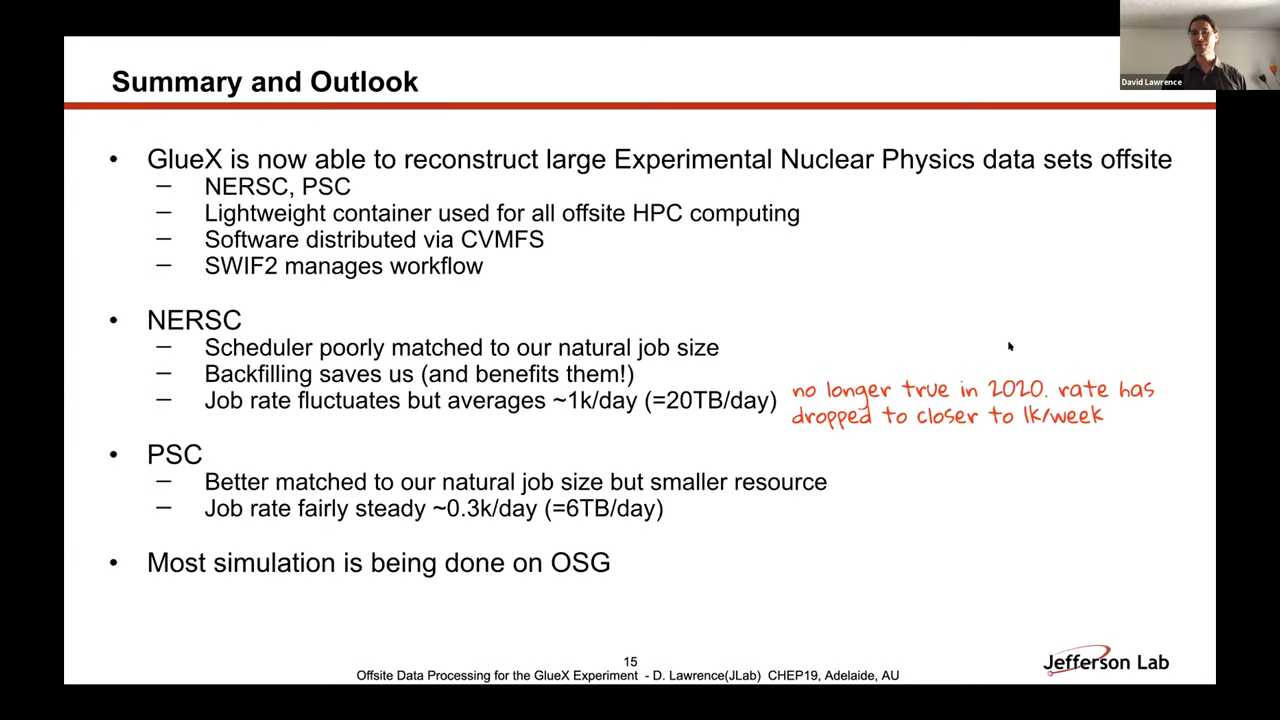 David Lawrence
Summary and Outlook
• GlueX is now able to reconstruct large Experimental Nuclear Physics data sets offsite
– NERSC, PSC
– Lightweight container used for all offsite HPC computing
– Software distributed via CVMFS
– SWIF2 manages workflow
• NERSC
– Scheduler poorly matched to our natural job size
– Backfilling saves us (and benefits them!)
– Job rate fluctuates but averages ~1k/day (=20TB/day)
no longer true in 2020. rate has
dropped to closer to 1k/week
• PSC
– Better matched to our natural job size but smaller resource
– Job rate fairly steady ~0.3k/day (=6TB/day)
• Most simulation is being done on OSG
15
Offsite Data Processing for the GlueX Experiment - D. Lawrence(JLab) CHEP19, Adelaide, AU
Jefferson Lab